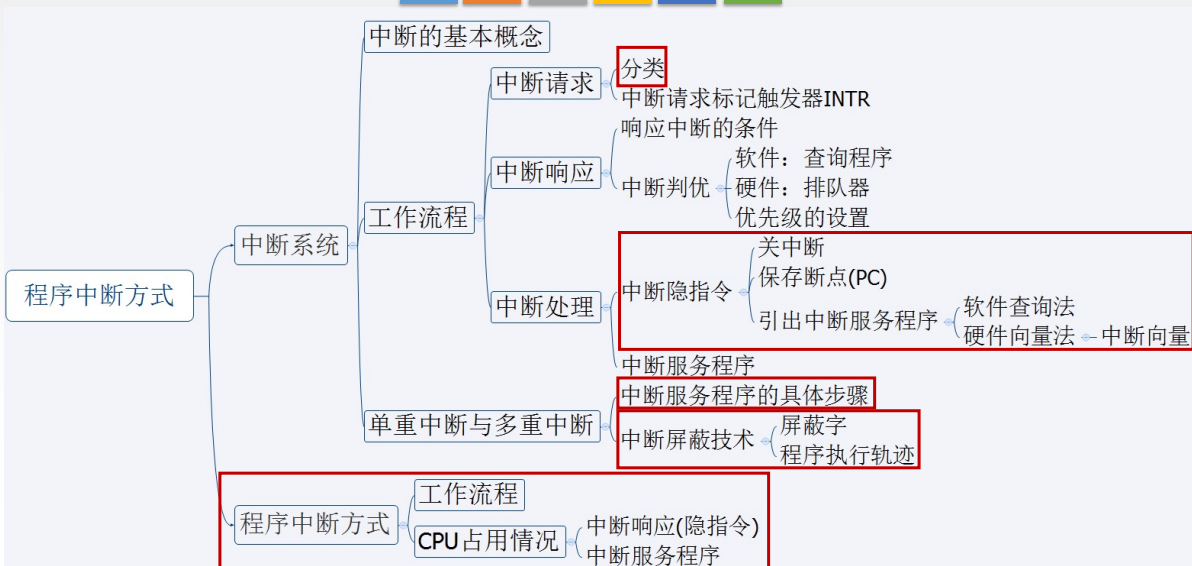 中断的基本概念
分类
中断请求
中断请求标记触发器INTR
响应中断的条件
中断响应
软件：查询程序
中断判优
硬件：排队器
工作流程
优先级的设置
中断系统
关中断
保存断点(PC)
程序中断方式
中断隐指令
中断处理
引出中断服务程序
软件查询法
硬件向量法
中断向量
中断服务程序
中断服务程序的具体步骤
单重中断与多重中断
屏蔽字
中断屏蔽技术
程序执行轨迹
工作流程
程序中断方式
中断响应(隐指令)
CPU占用情况
中断服务程序